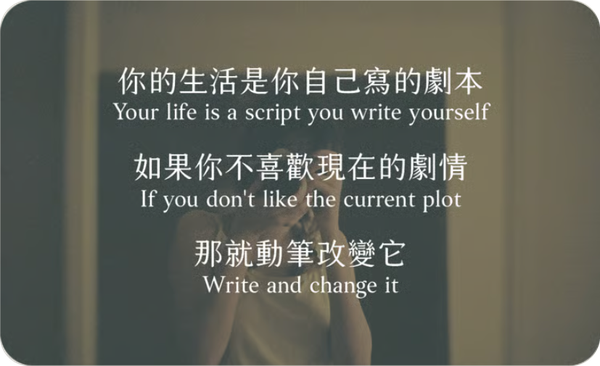 你的生活是你自己寫的劇本
Your life is a script you write yourself
如果你不喜歡現在的劇情
If you don't like the current plot
那就動筆改變它
Write and change it